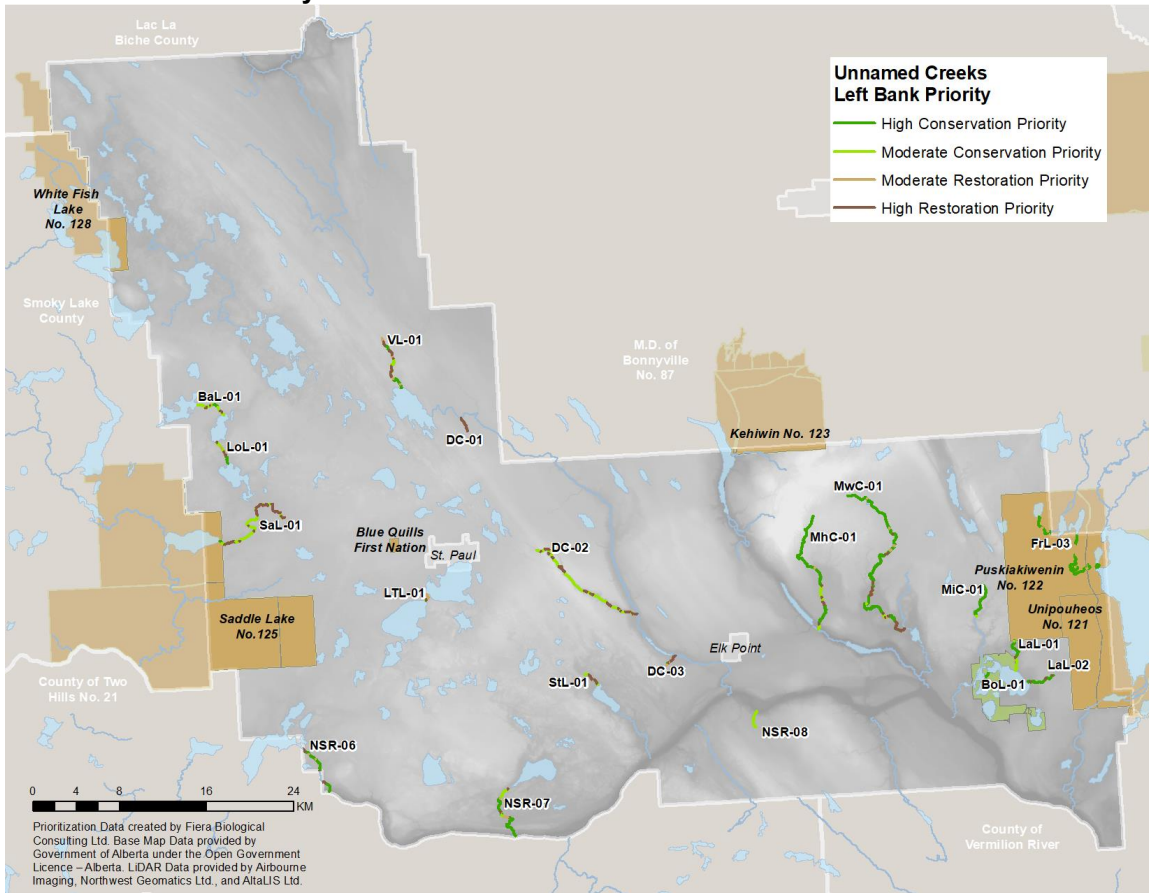 Lac La
Biche County
Unnamed Creeks
Left Bank Priority
High Conservation Priority
Moderate Conservation Priority
Moderate Restoration Priority
High Restoration Priority
White Fish
Lake
No. 128
Smoky Lake
County
VL-01
M.D. of
Bonnyville
No. 87
BaL-01
DC-01
Kehiwin No. 123
LoL-01
MwC-01
SaL-01
MhC-01
FrL-03
Blue Quills
First Nation
St. Paul
DC-02
Puskiakiwenin
No. 122
LTL-01
MiC-01
Unipouheos
No. 121
Saddle Lake
No.125
Elk Point
LaL-01
DC-03
LaL-02
County of Two
Hills No. 21
StL-01
BoL-01
NSR-08
NSR-06
NSR-07
0 4 8 16 24
KM
County of
Vermilion River
Prioritization Data created by Fiera Biological
Consulting Ltd. Base Map Data provided by
Government of Alberta under the Open Government
Licence – Alberta. LiDAR Data provided by Airbourne
Imaging, Northwest Geomatics Ltd., and AltaLIS Ltd.